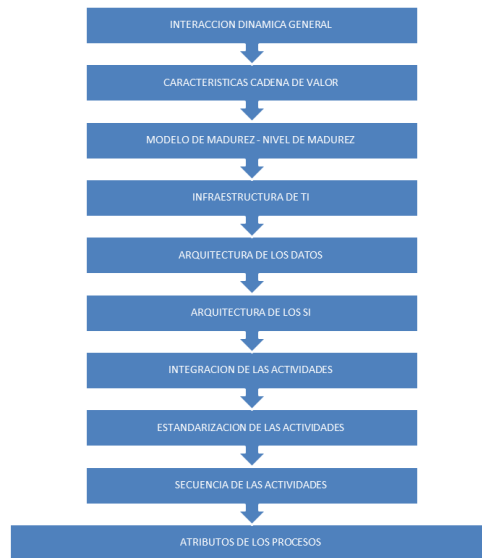 INTERACCION DINAMICA GENERAL
CARACTERISTICAS CADENA DE VALOR
MODELO DE MADUREZ - NIVEL DE MADUREZ
INFRAESTRUCTURA DE TI
ARQUITECTURA DE LOS DATOS
ARQUITECTURA DE LOS SI
INTEGRACION DE LAS ACTIVIDADES
ESTANDARIZACION DE LAS ACTIVIDADES
SECUENCIA DE LAS ACTIVIDADES
ATRIBUTOS DE LOS PROCESOS